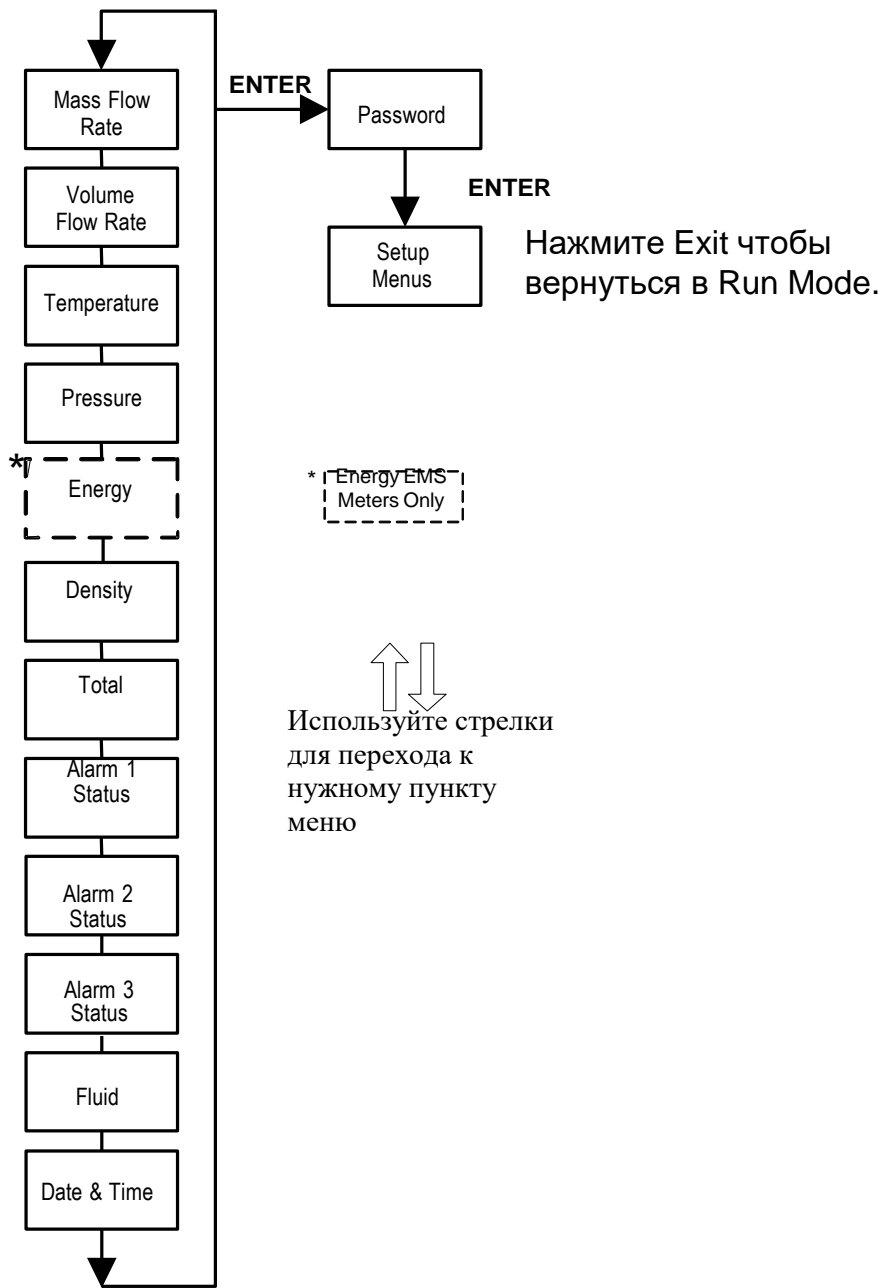 Mass Flow
Rate
Volume
Flow Rate
Temperature
Pressure
*
Energy
Density
Total
Alarm 1
Status
Alarm 2
Status
Alarm 3
Status
Fluid
Date & Time
ENTER
Password
ENTER
Setup
Menus
Нажмите Exit чтобы
вернуться в Run Mode.
* Energy EMS
Meters Only
Используйте стрелки
для перехода к
нужному пункту
меню